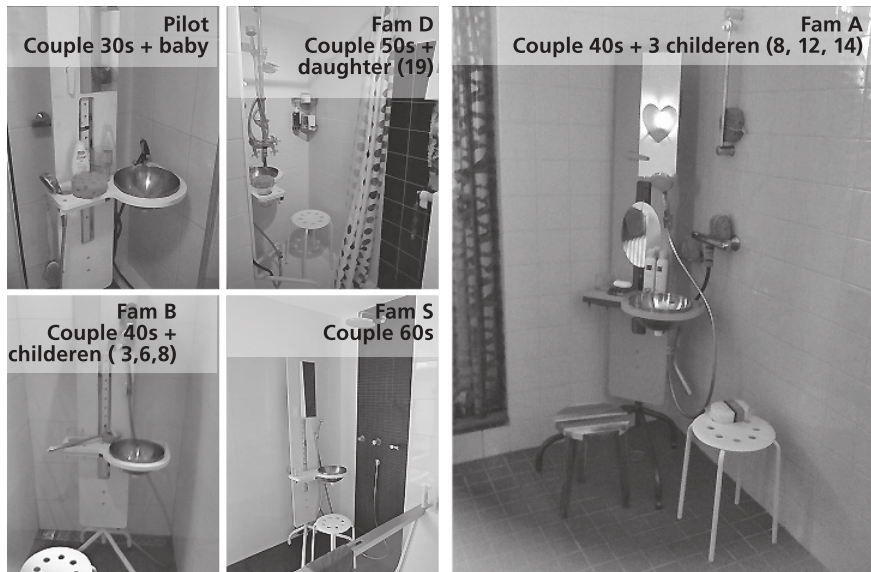 Pilot
Couple 30s + baby
Fam D
Couple 50s +
daughter (19)
Fam A
Couple 40s + 3 childeren (8, 12, 14)
Fam B
Couple 40s +
childeren ( 3,6,8)
Fam S
Couple 60s